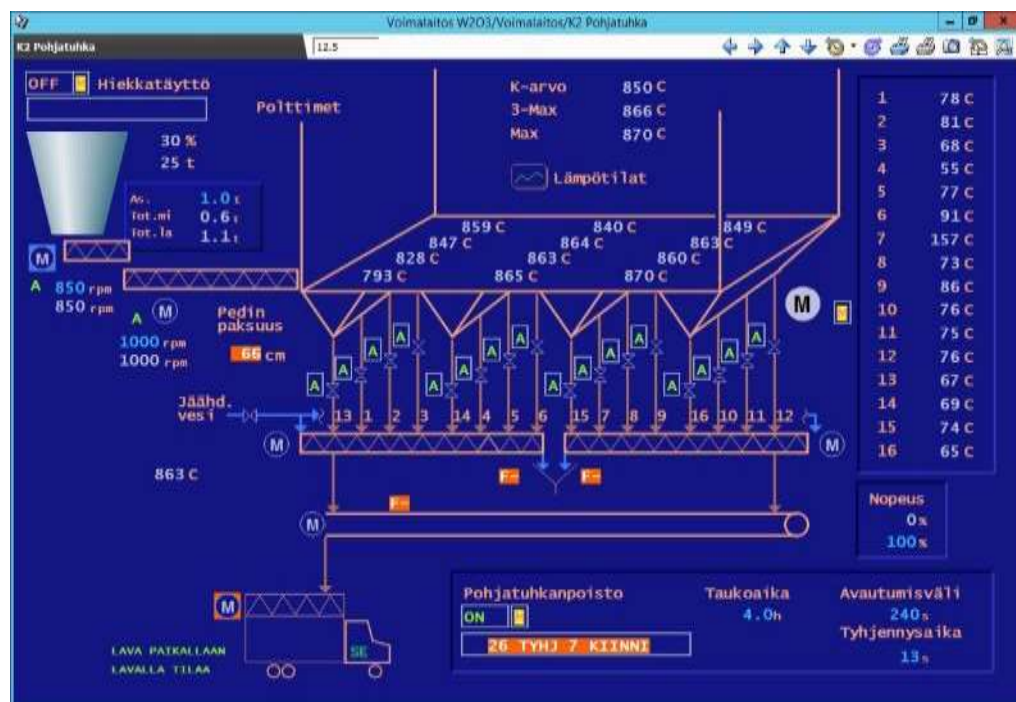 Voimalaitos W2O3/Voimalaitos/K2 Pohjatuhka
K2 Pohjatuhka
12.5
OFF Hiekkatäyttö
Polttimet
30 %
25 t
As. 1.0 t
Tot.mi 0.6 t
Tot.la 1.1 t
M
A 850 rpm
850 rpm
A M
1000 rpm
1000 rpm
Pedin
paksuus
66 cm
K-arvo 850 C
3-Max 866 C
Max 870 C
Lämpötilat
859 C 840 C 849 C
847 C 864 C 863 C
828 C 863 C 860 C
793 C 865 C 870 C
M
A A A A
A A A A
A A A A
Jäähd.
vesi
13 1 2 3 14 4 5 6 15 7 8 9 16 10 11 12
M M
863 C
F- F-
F-
M
M
SE
LAVA PAIKALLAAN
LAVALLA TILAA
1 78 C
2 81 C
3 68 C
4 55 C
5 77 C
6 91 C
7 157 C
8 73 C
9 86 C
10 76 C
11 75 C
12 76 C
13 67 C
14 69 C
15 74 C
16 65 C
Nopeus
0 %
100 %
Pohjatuhkanpoisto
ON
26 TYHJ 7 KIINNI
Taukoaika
4.0h
Avautumisväli
240 s
Tyhjennysaika
13 s